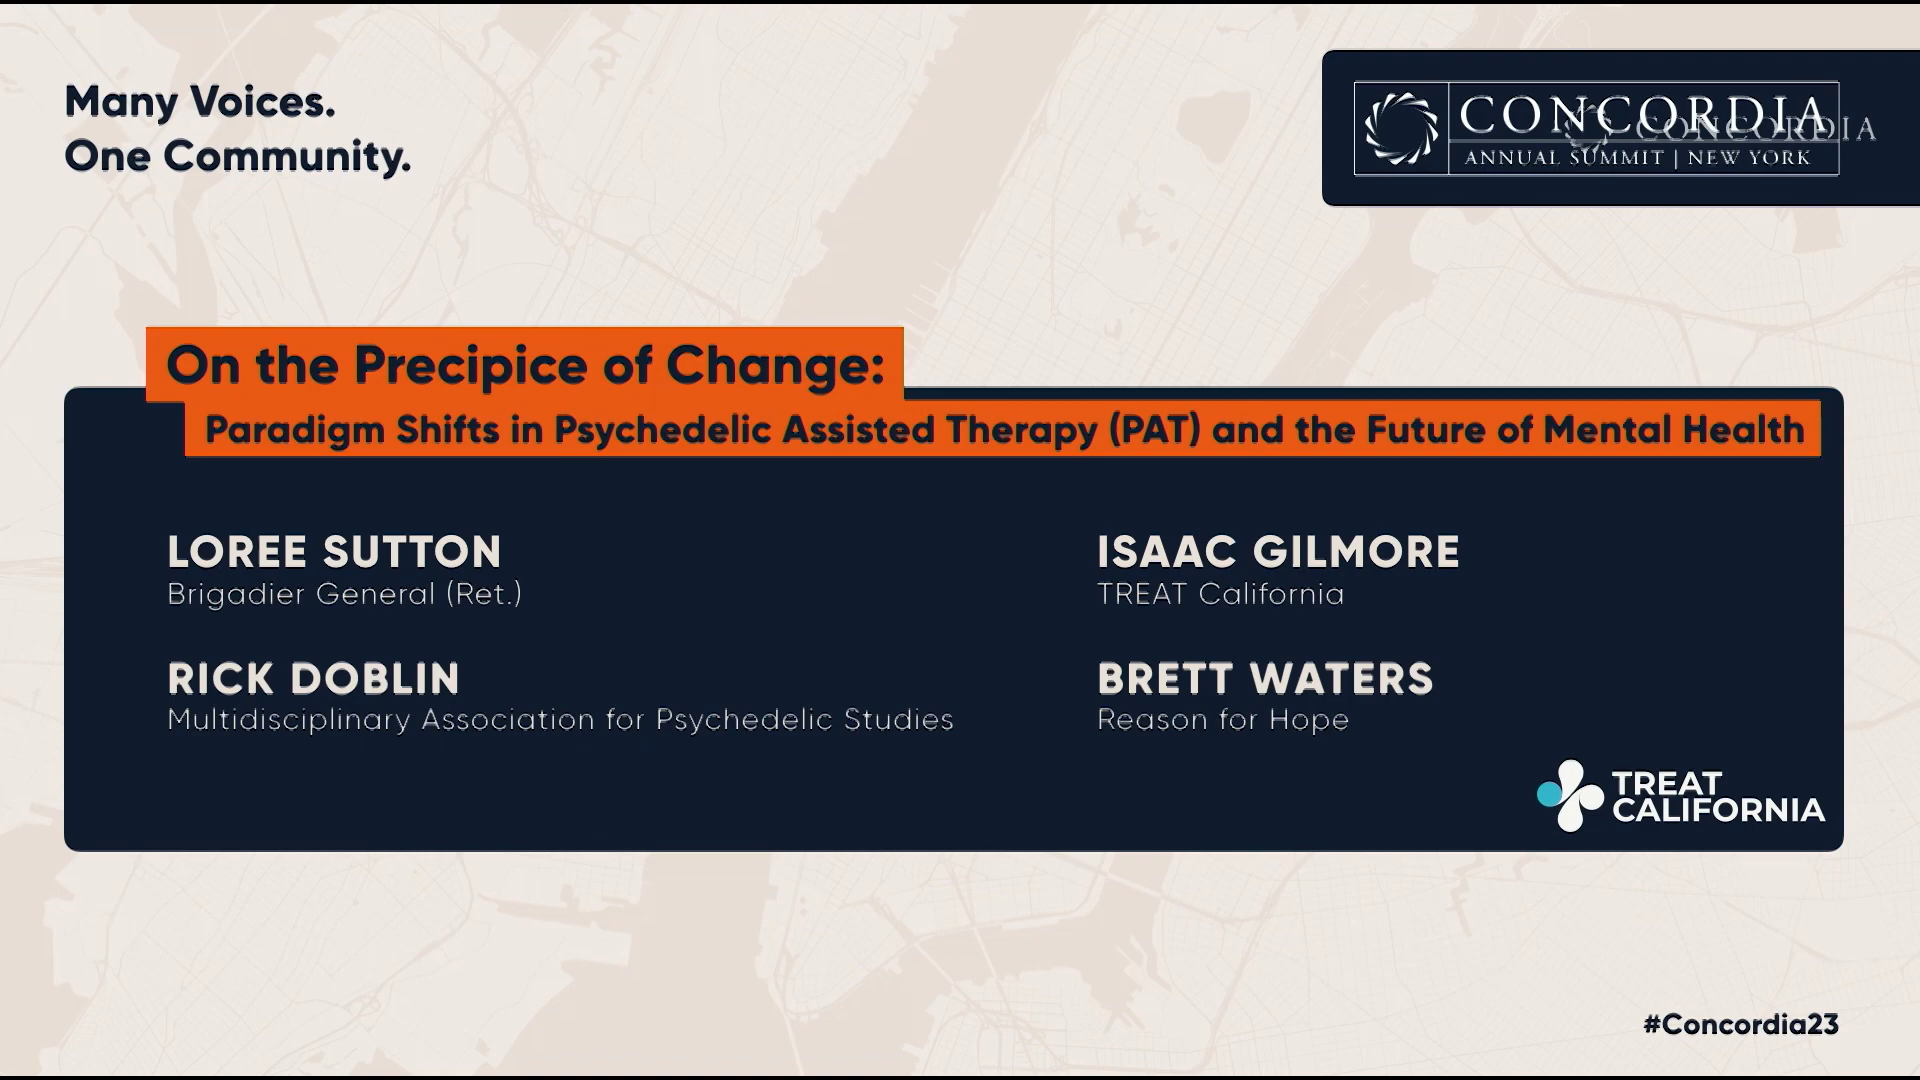 Many Voices.
One Community.
CONCORDIA
CONCORDIA
ANNUAL SUMMIT | NEW YORK
On the Precipice of Change:
Paradigm Shifts in Psychedelic Assisted Therapy (PAT) and the Future of Mental Health
LOREE SUTTON
Brigadier General (Ret.)
RICK DOBLIN
Multidisciplinary Association for Psychedelic Studies
ISAAC GILMORE
TREAT California
BRETT WATERS
Reason for Hope
TREAT
CALIFORNIA
#Concordia23